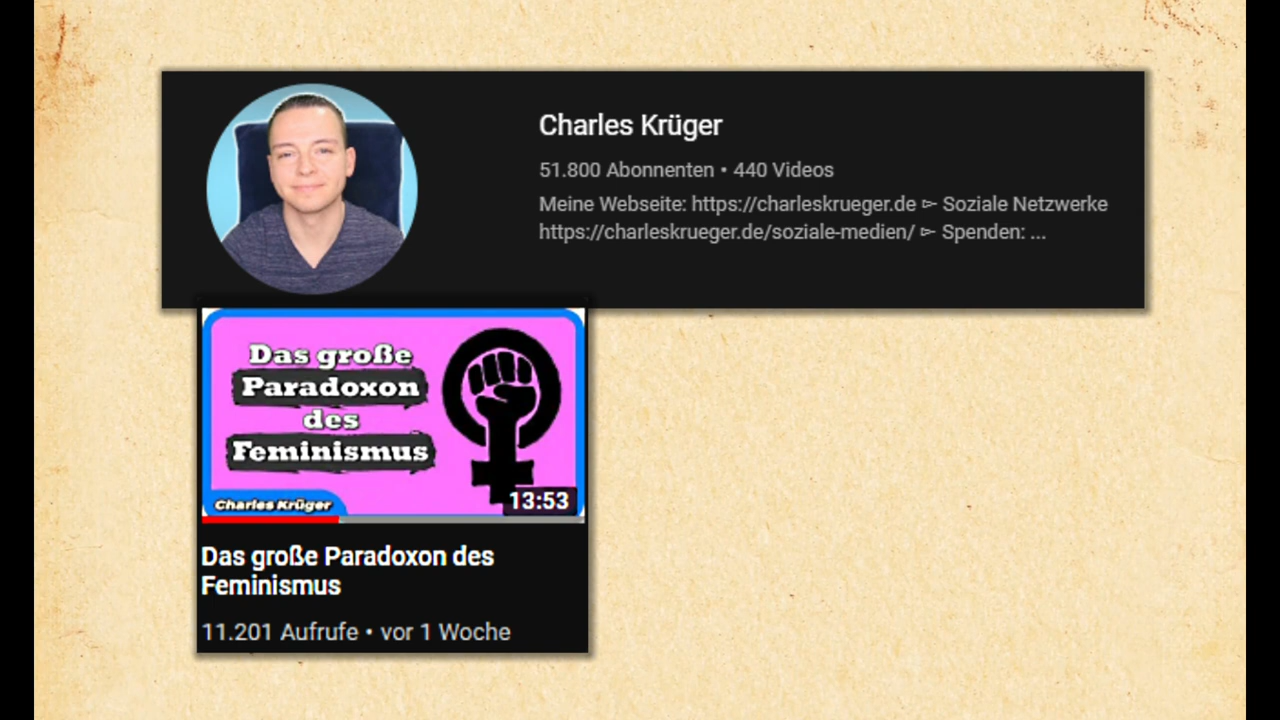 Charles Krüger
51.800 Abonnenten • 440 Videos
Meine Webseite: https://charleskrueger.de ⊳ Soziale Netzwerke
https://charleskrueger.de/soziale-medien/ ⊳ Spenden: ...
Das große
Paradoxon
des
Feminismus
Charles Krüger
13:53
Das große Paradoxon des
Feminismus
11.201 Aufrufe • vor 1 Woche